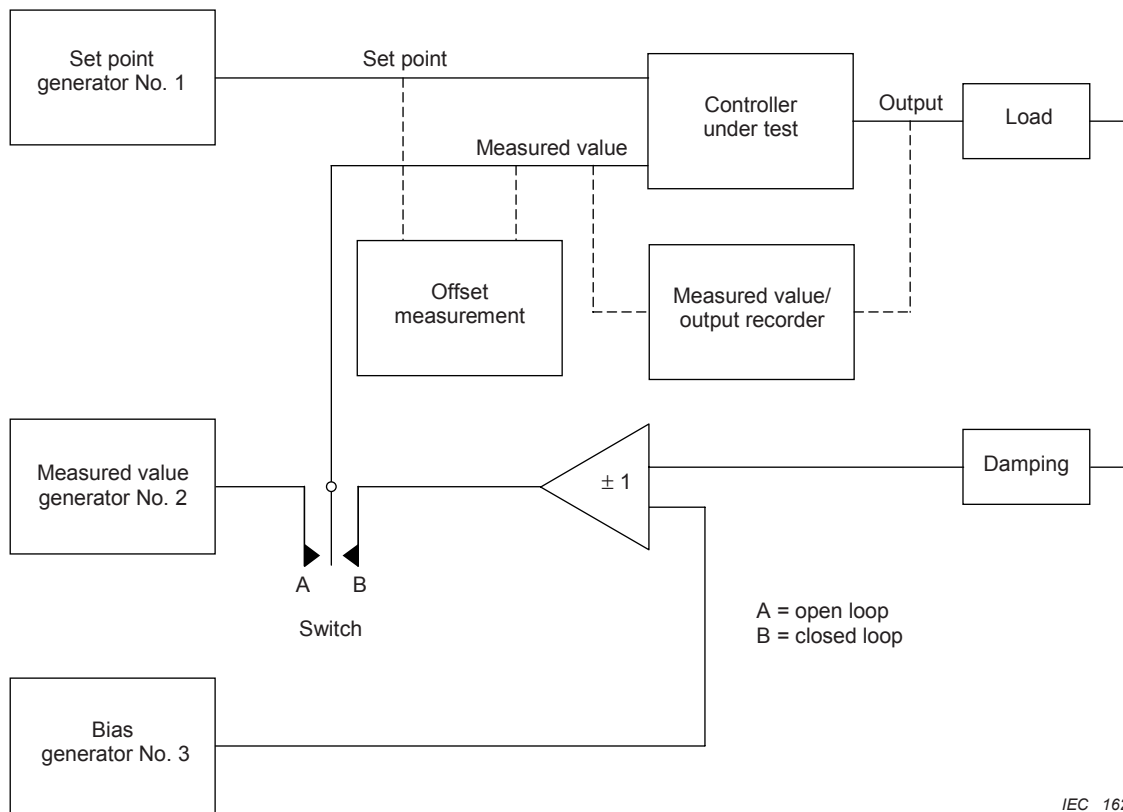 Set point
generator No. 1
Set point
Controller
under test
Output
Load
Measured value
Offset
measurement
Measured value/
output recorder
Measured value
generator No. 2
± 1
Damping
A
B
Switch
A = open loop
B = closed loop
Bias
generator No. 3
IEC 162